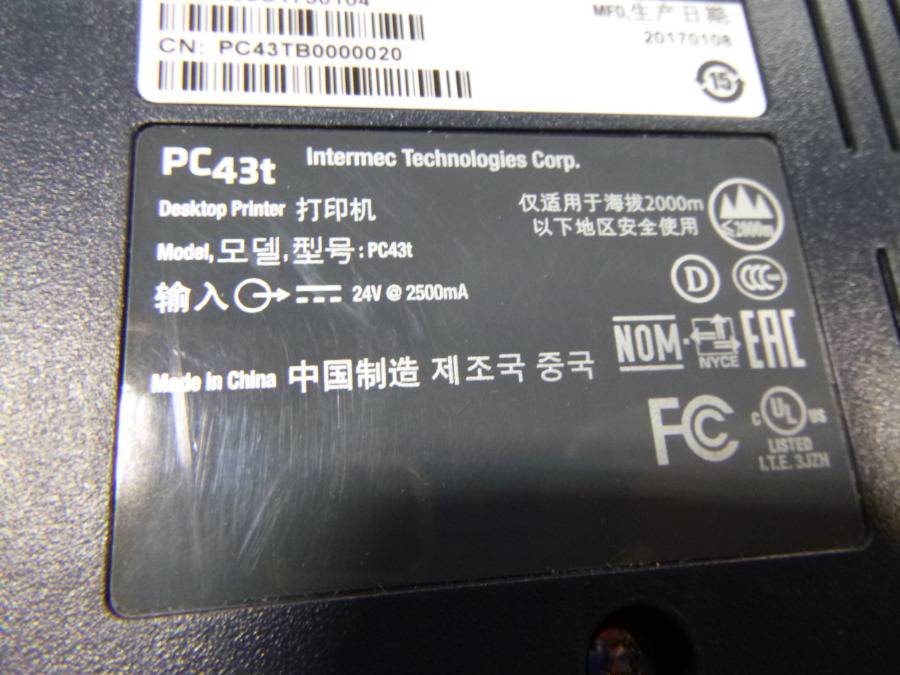 CN: PC43TB0000020
MFD.生产日期
20170108
15
PC43t
Intermec Technologies Corp.
Desktop Printer 打印机
仅适用于海拔2000m
以下地区安全使用
≤2000m
Model,모델,型号:PC43t
D
CCC
输入 24V @ 2500mA
NOM-NYCE
EAC
Made in China 中国制造 제조국 중국
FC
c UL US
LISTED
I.T.E. 3JZH